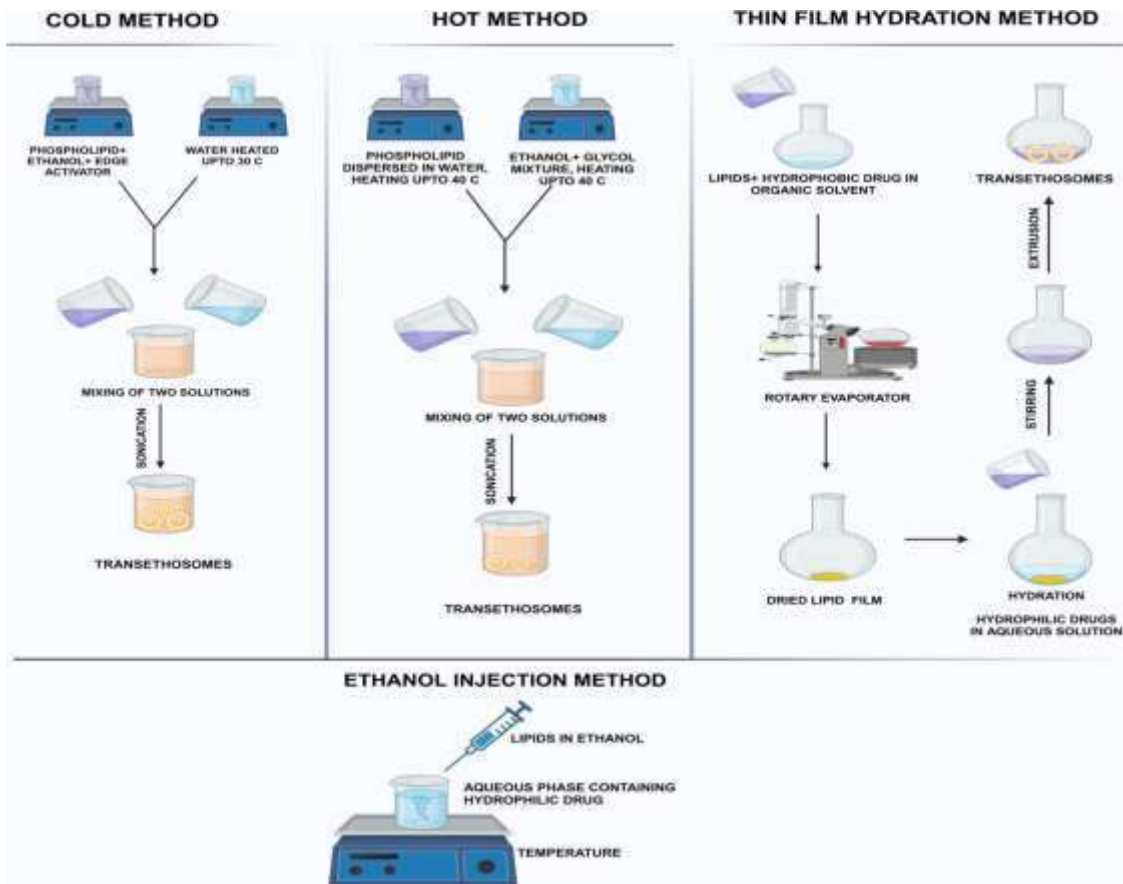 COLD METHOD
PHOSPHOLIPID+
ETHANOL+ EDGE
ACTIVATOR
WATER HEATED
UPTO 30 C
MIXING OF TWO SOLUTIONS
SONICATION
TRANSETHOSOMES
HOT METHOD
PHOSPHOLIPID
DISPERSED IN WATER,
HEATING UPTO 40 C
ETHANOL+ GLYCOL
MIXTURE, HEATING
UPTO 40 C
MIXING OF TWO SOLUTIONS
SONICATION
TRANSETHOSOMES
THIN FILM HYDRATION METHOD
LIPIDS+ HYDROPHOBIC DRUG IN
ORGANIC SOLVENT
ROTARY EVAPORATOR
DRIED LIPID FILM
HYDRATION
HYDROPHILIC DRUGS
IN AQUEOUS SOLUTION
STIRRING
EXTRUSION
TRANSETHOSOMES
ETHANOL INJECTION METHOD
LIPIDS IN ETHANOL
AQUEOUS PHASE CONTAINING
HYDROPHILIC DRUG
TEMPERATURE